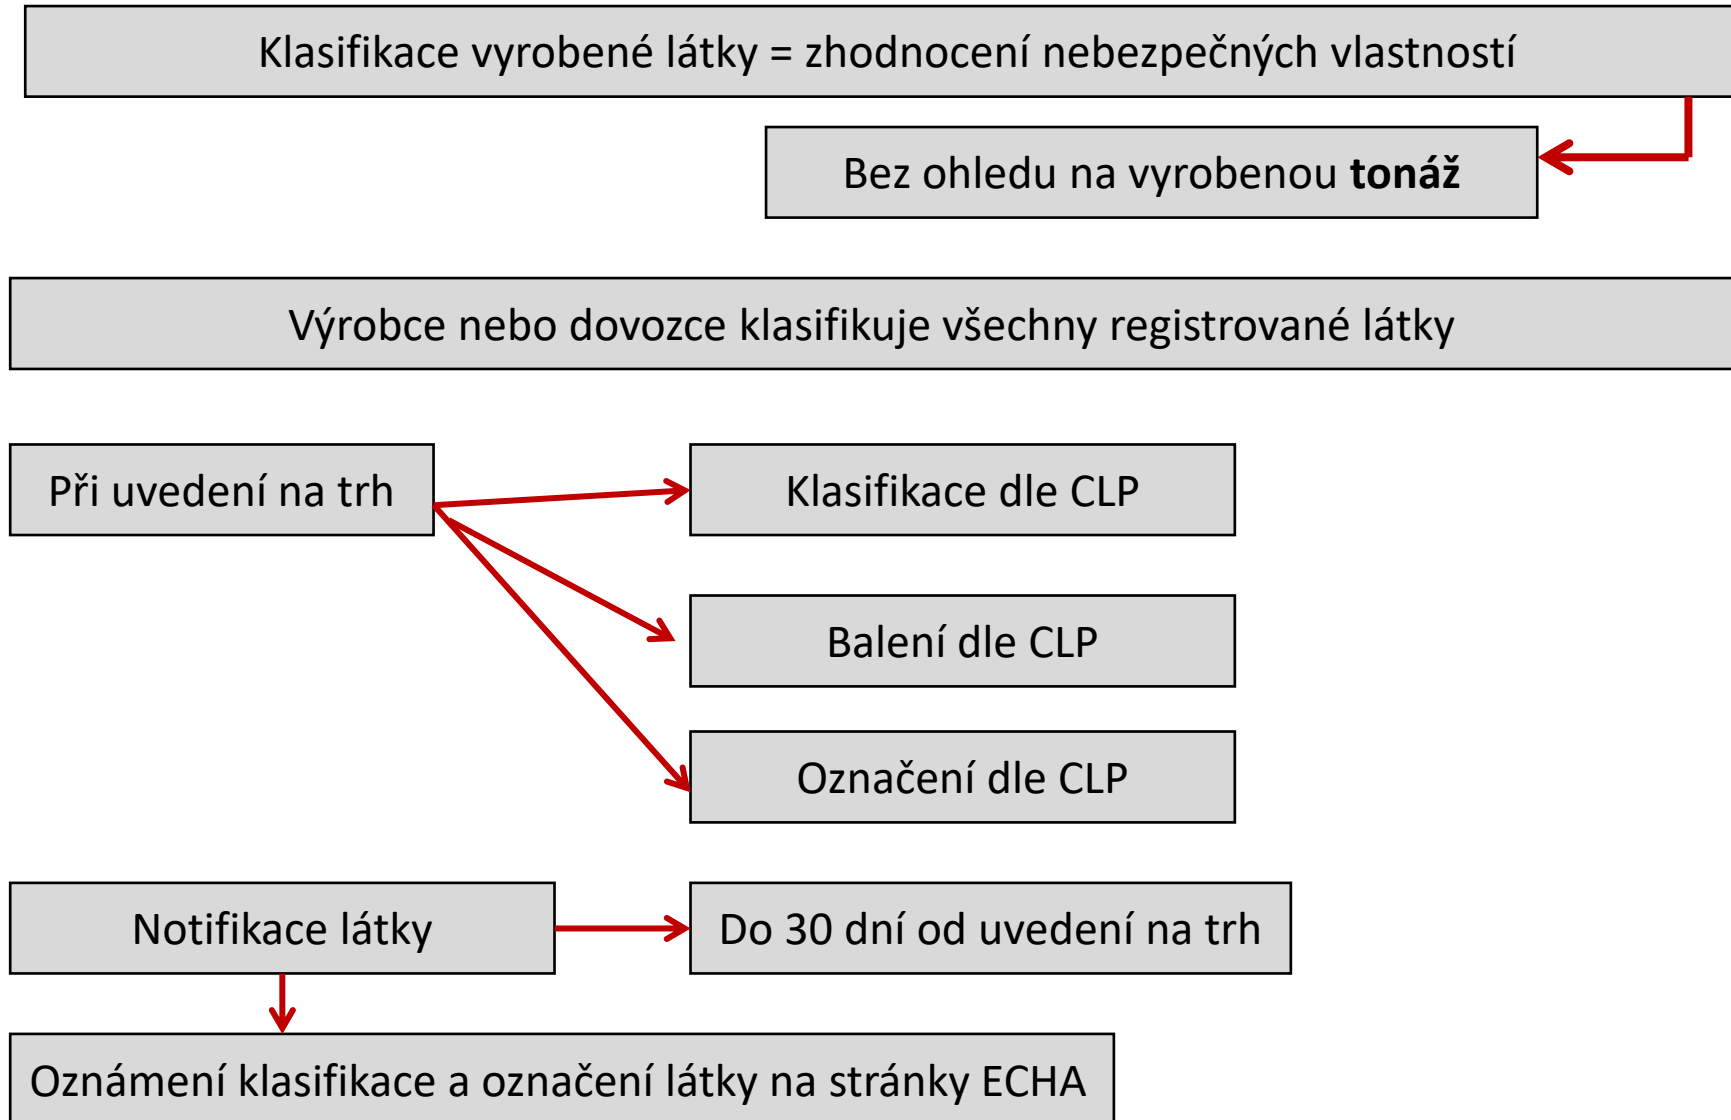 Klasifikace vyrobené látky = zhodnocení nebezpečných vlastností
Bez ohledu na vyrobenou tonáž
Výrobce nebo dovozce klasifikuje všechny registrované látky
Při uvedení na trh
Klasifikace dle CLP
Balení dle CLP
Označení dle CLP
Notifikace látky
Do 30 dní od uvedení na trh
Oznámení klasifikace a označení látky na stránky ECHA